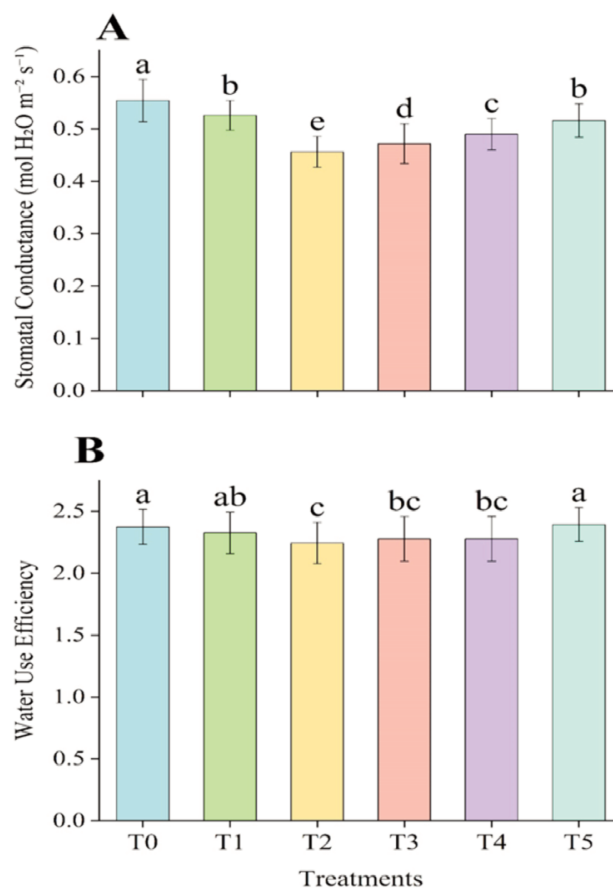 A
Stomatal Conductance (mol H₂O m⁻² s⁻¹)
0.6
0.5
0.4
0.3
0.2
0.1
0.0
a
b
e
d
c
b
B
Water Use Efficiency
2.5
2.0
1.5
1.0
0.5
0.0
a
ab
c
bc
bc
a
T0 T1 T2 T3 T4 T5
Treatments